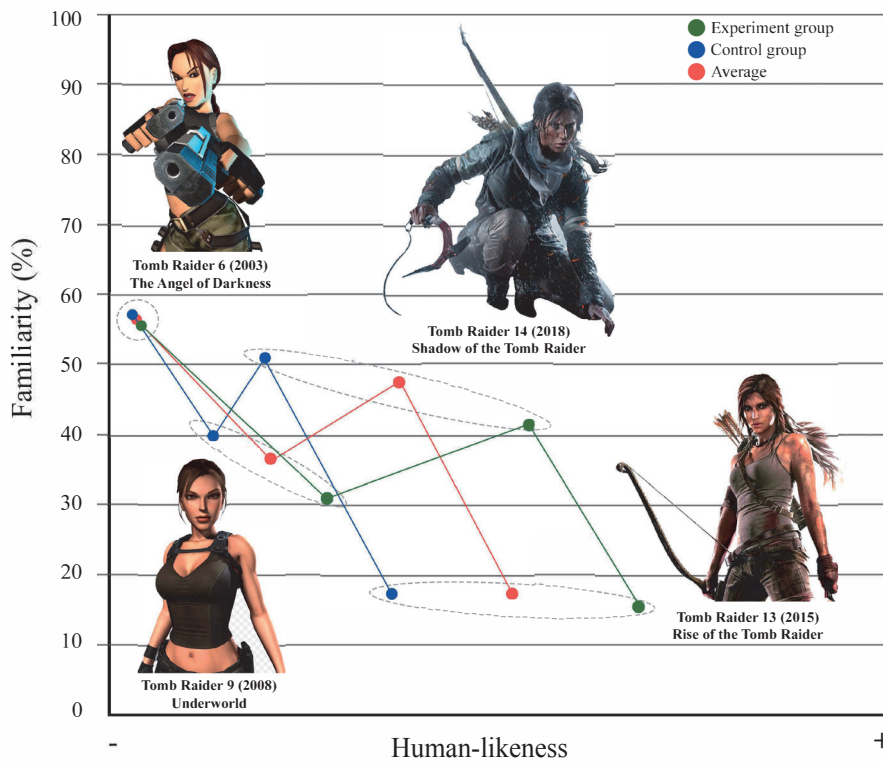 100
90
80
70
60
50
40
30
20
10
0
Familiarity (%)
Experiment group
Control group
Average
Tomb Raider 6 (2003)
The Angel of Darkness
Tomb Raider 14 (2018)
Shadow of the Tomb Raider
Tomb Raider 13 (2015)
Rise of the Tomb Raider
Tomb Raider 9 (2008)
Underworld
- Human-likeness +